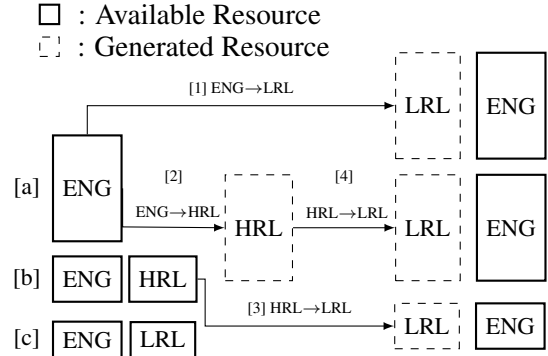 : Available Resource
: Generated Resource
[1] ENG→LRL
LRL ENG
[a] ENG
[2] ENG→HRL
HRL
[4] HRL→LRL
LRL ENG
[b] ENG HRL
[3] HRL→LRL
LRL ENG
[c] ENG LRL